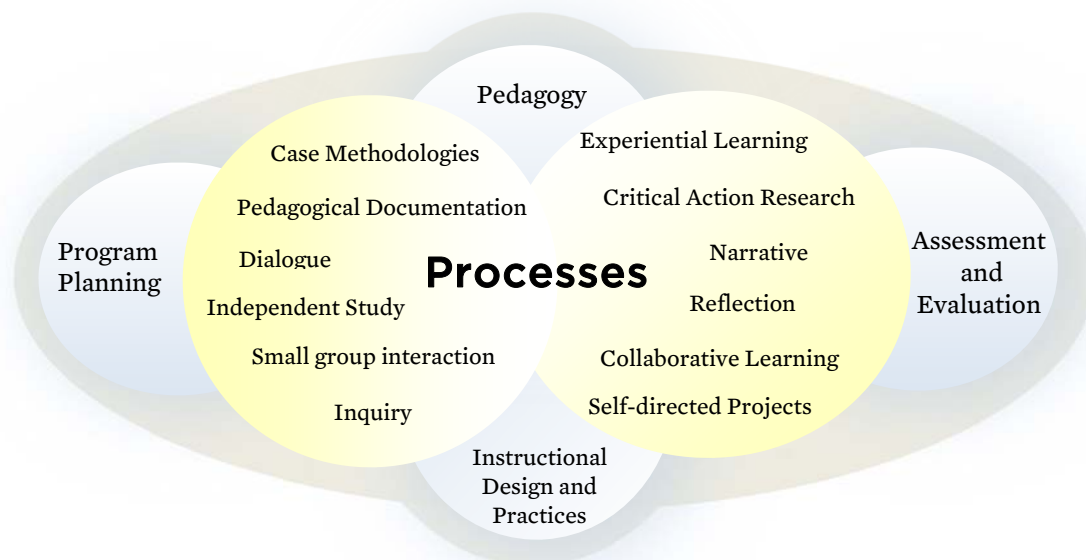 Pedagogy
Case Methodologies
Pedagogical Documentation
Dialogue
Independent Study
Small group interaction
Inquiry
Processes
Experiential Learning
Critical Action Research
Narrative
Reflection
Collaborative Learning
Self-directed Projects
Program
Planning
Assessment
and
Evaluation
Instructional
Design and
Practices